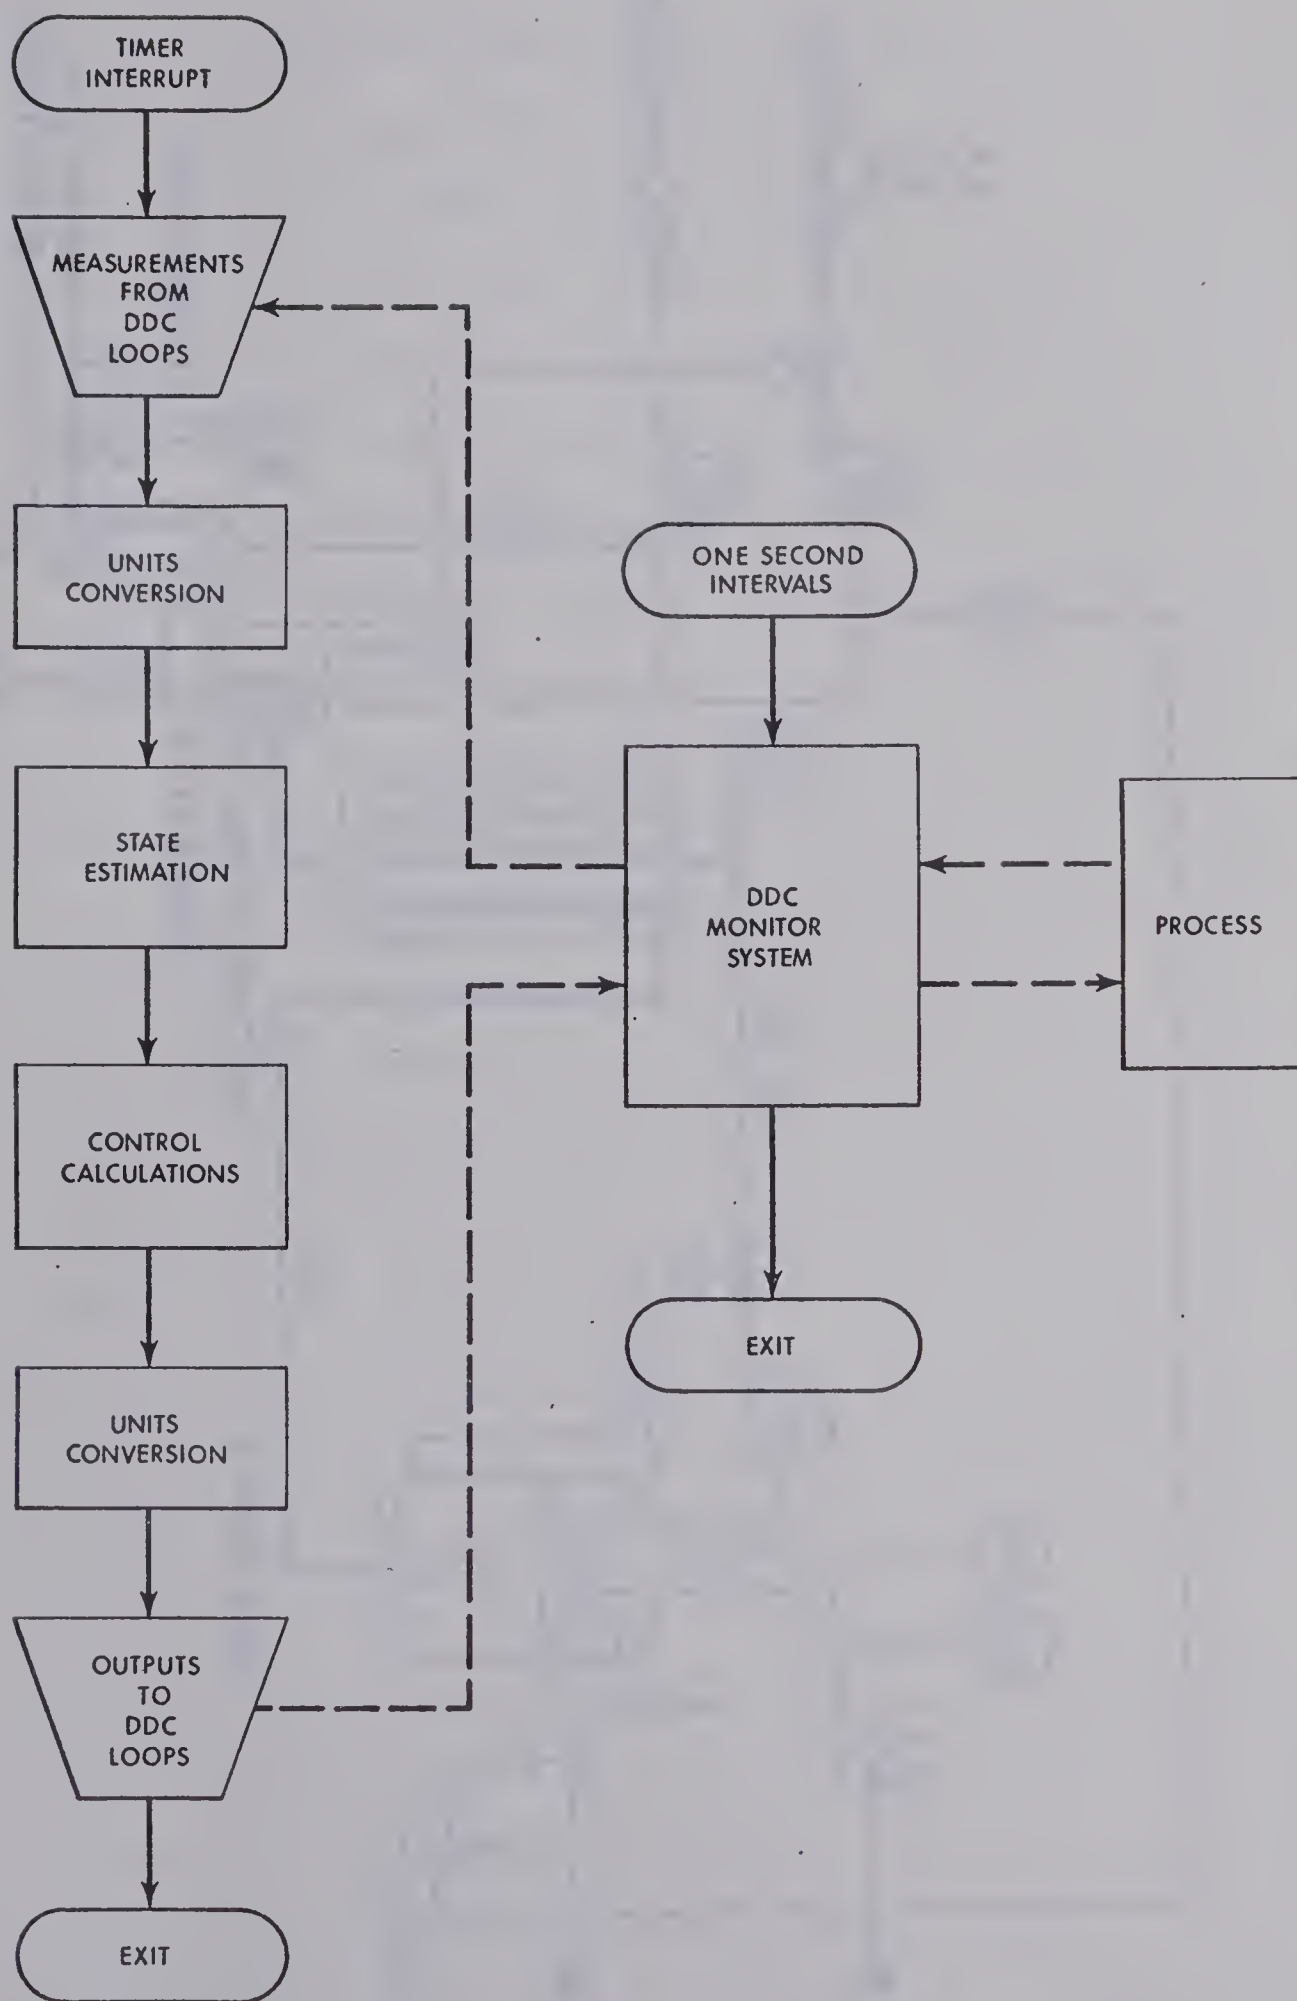 TIMER
INTERRUPT
MEASUREMENTS
FROM
DDC
LOOPS
UNITS
CONVERSION
STATE
ESTIMATION
CONTROL
CALCULATIONS
UNITS
CONVERSION
OUTPUTS
TO
DDC
LOOPS
EXIT
ONE SECOND
INTERVALS
DDC
MONITOR
SYSTEM
EXIT
PROCESS